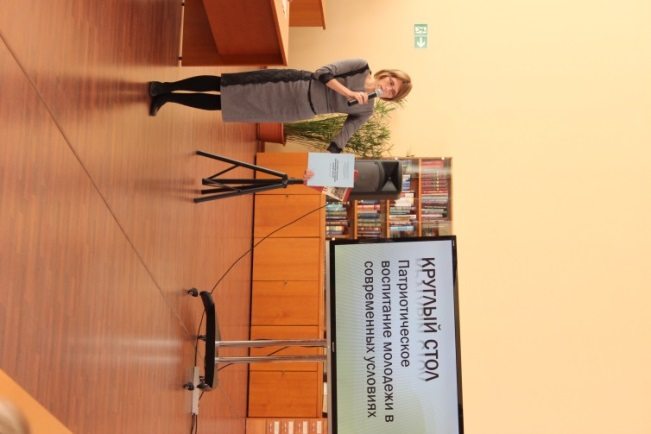 КРУГЛЫЙ СТОЛ
Патриотическое
воспитание молодежи в
современных условиях